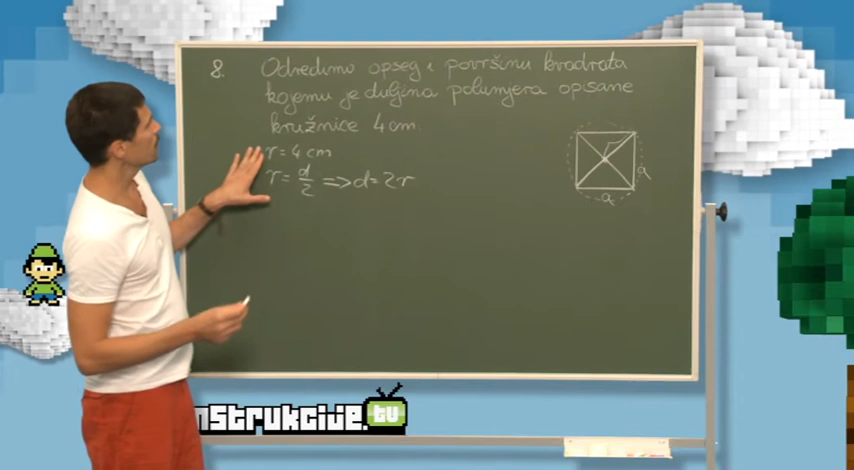 8. Odredimo opseg i površinu kvadrata
kojemu je duljina polumjera opisane
kružnice 4 cm
r = 4 cm
r = d/2 => d = 2r
r
a
a
nstrukcije.tv